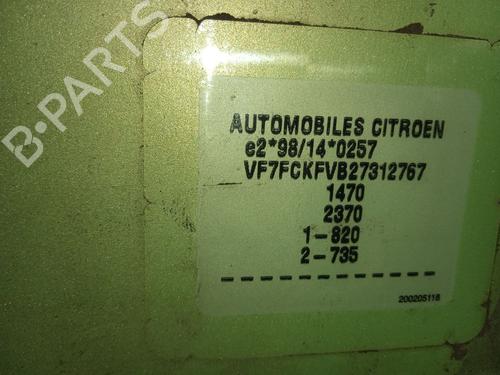 B-PARTS
AUTOMOBILES CITROEN
e2*98/14*0257
VF7FCKFVB27312767
1470
2370
1-820
2-735
200205118